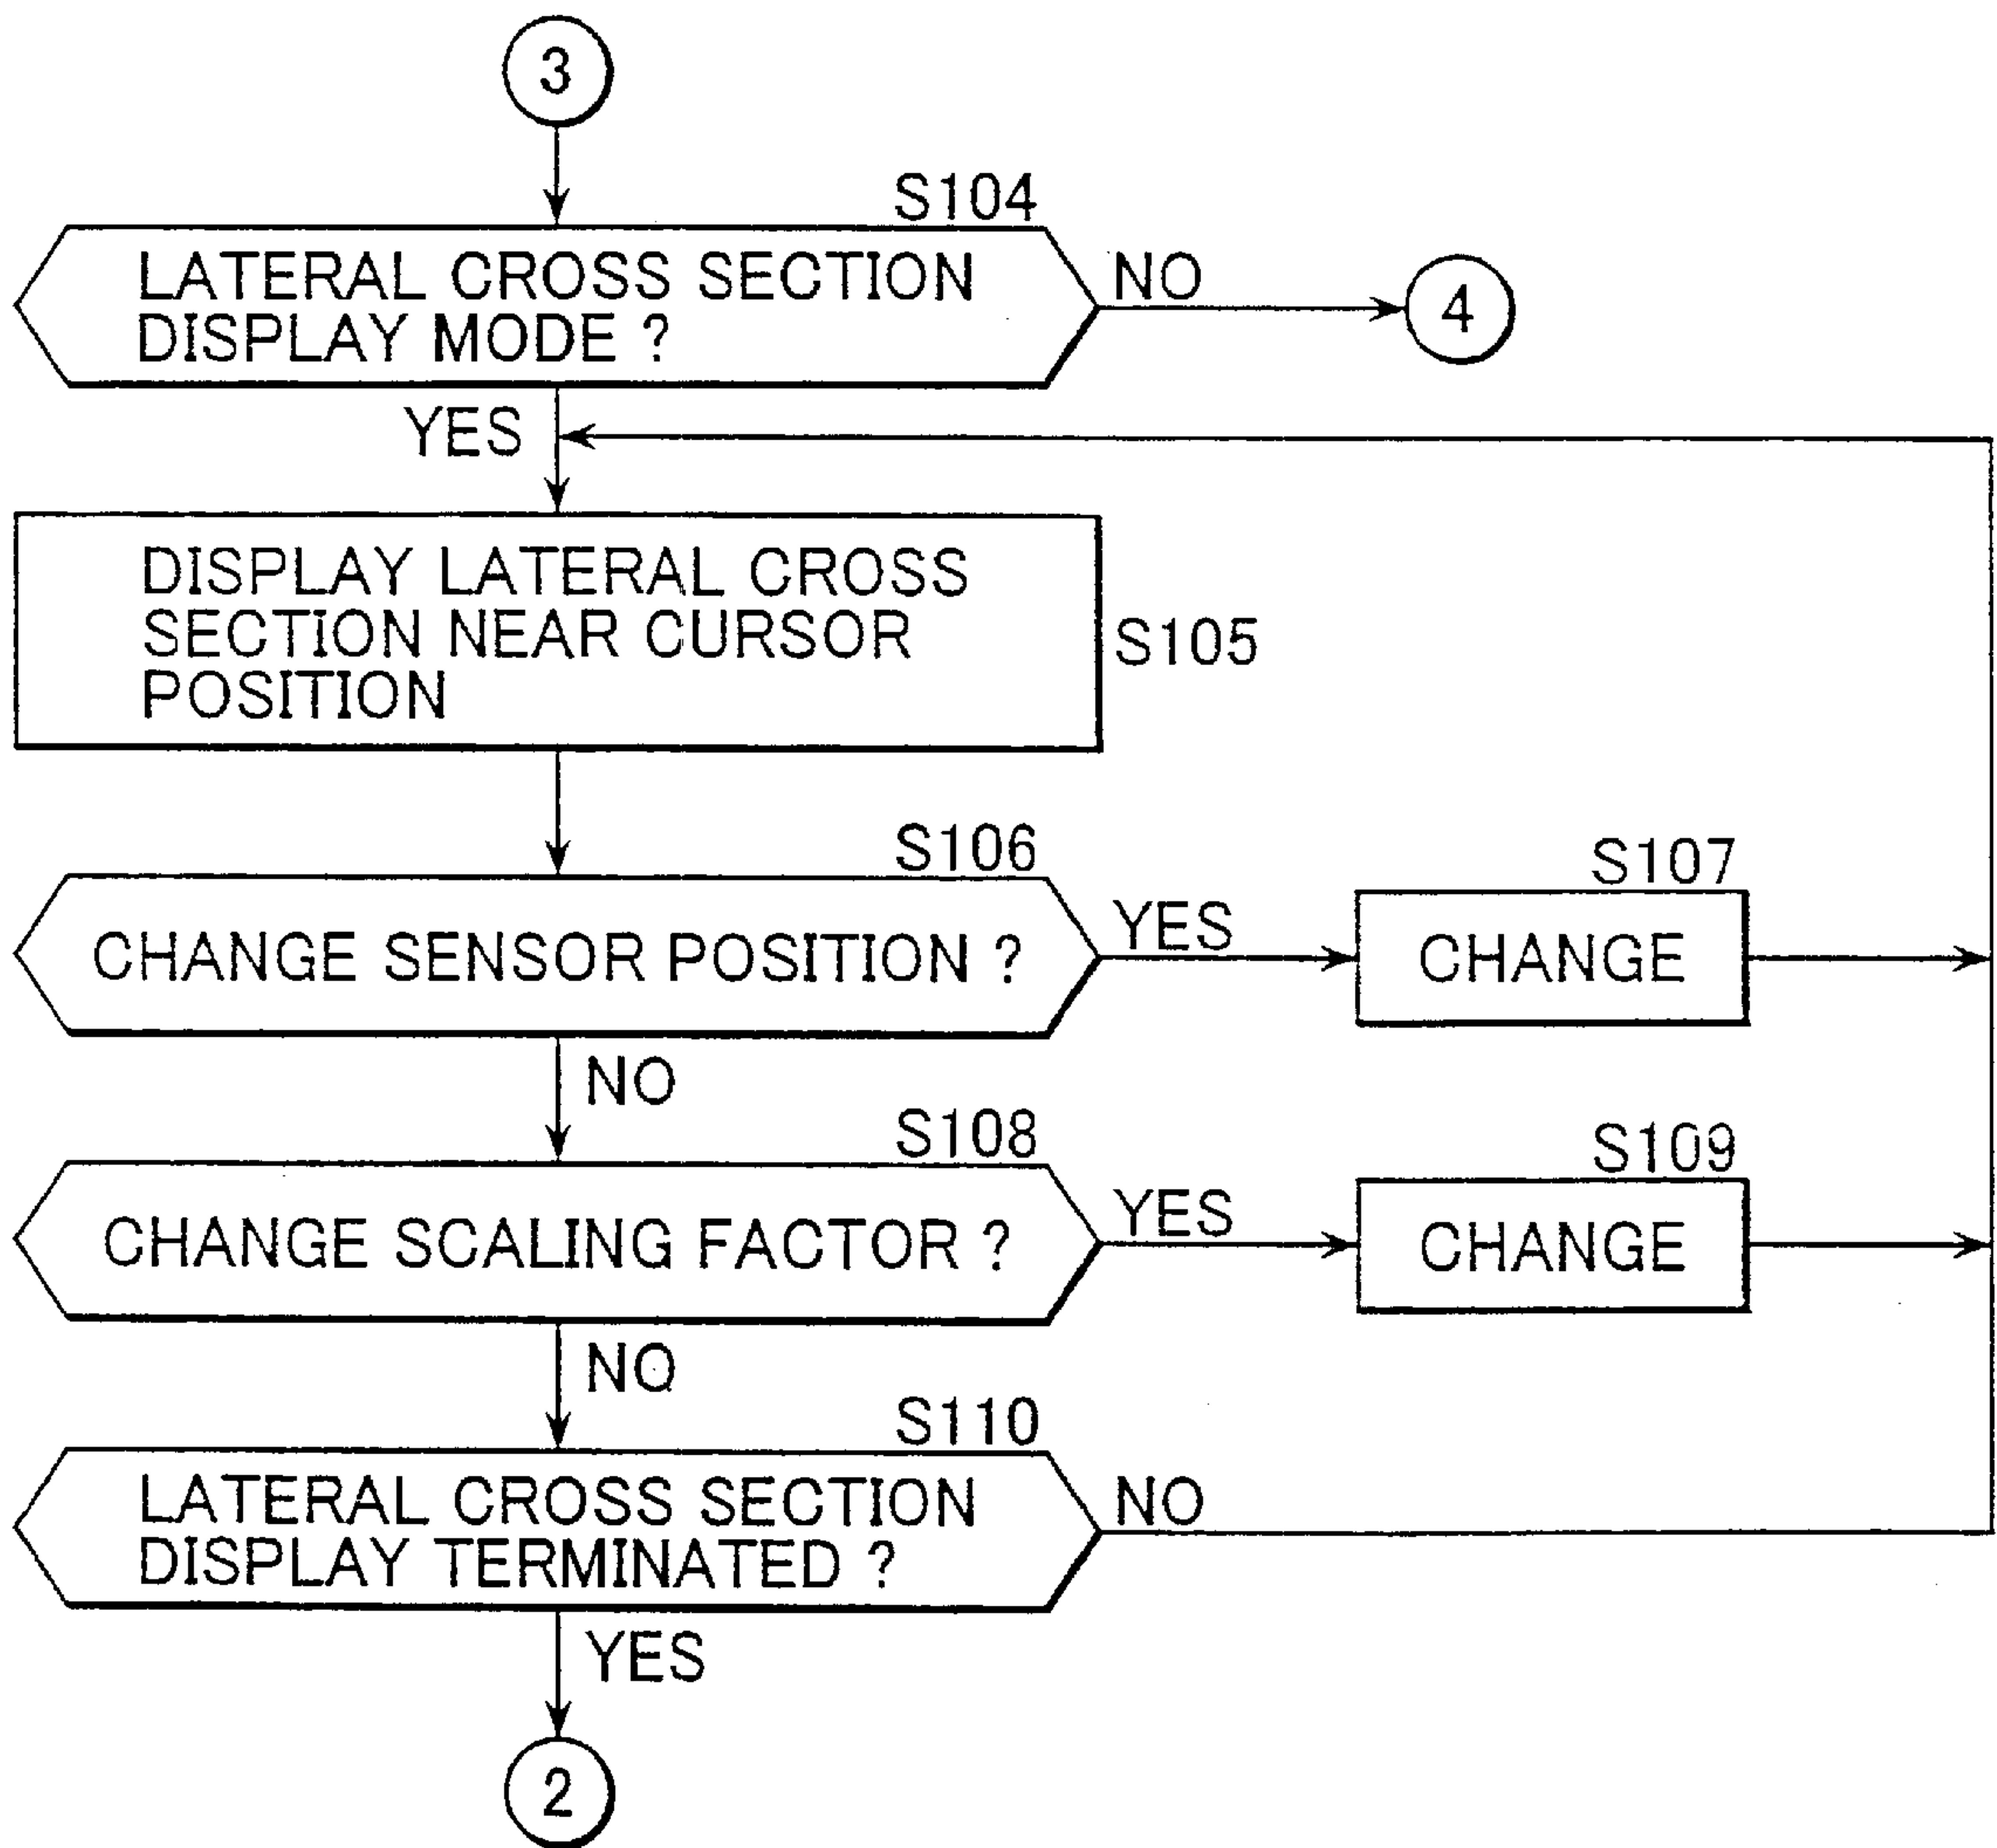 3
S104
LATERAL CROSS SECTION
DISPLAY MODE ?
NO
4
YES
DISPLAY LATERAL CROSS
SECTION NEAR CURSOR
POSITION
S105
S106
CHANGE SENSOR POSITION ?
YES
S107
CHANGE
NO
S108
CHANGE SCALING FACTOR ?
YES
S109
CHANGE
NO
S110
LATERAL CROSS SECTION
DISPLAY TERMINATED ?
NO
YES
2